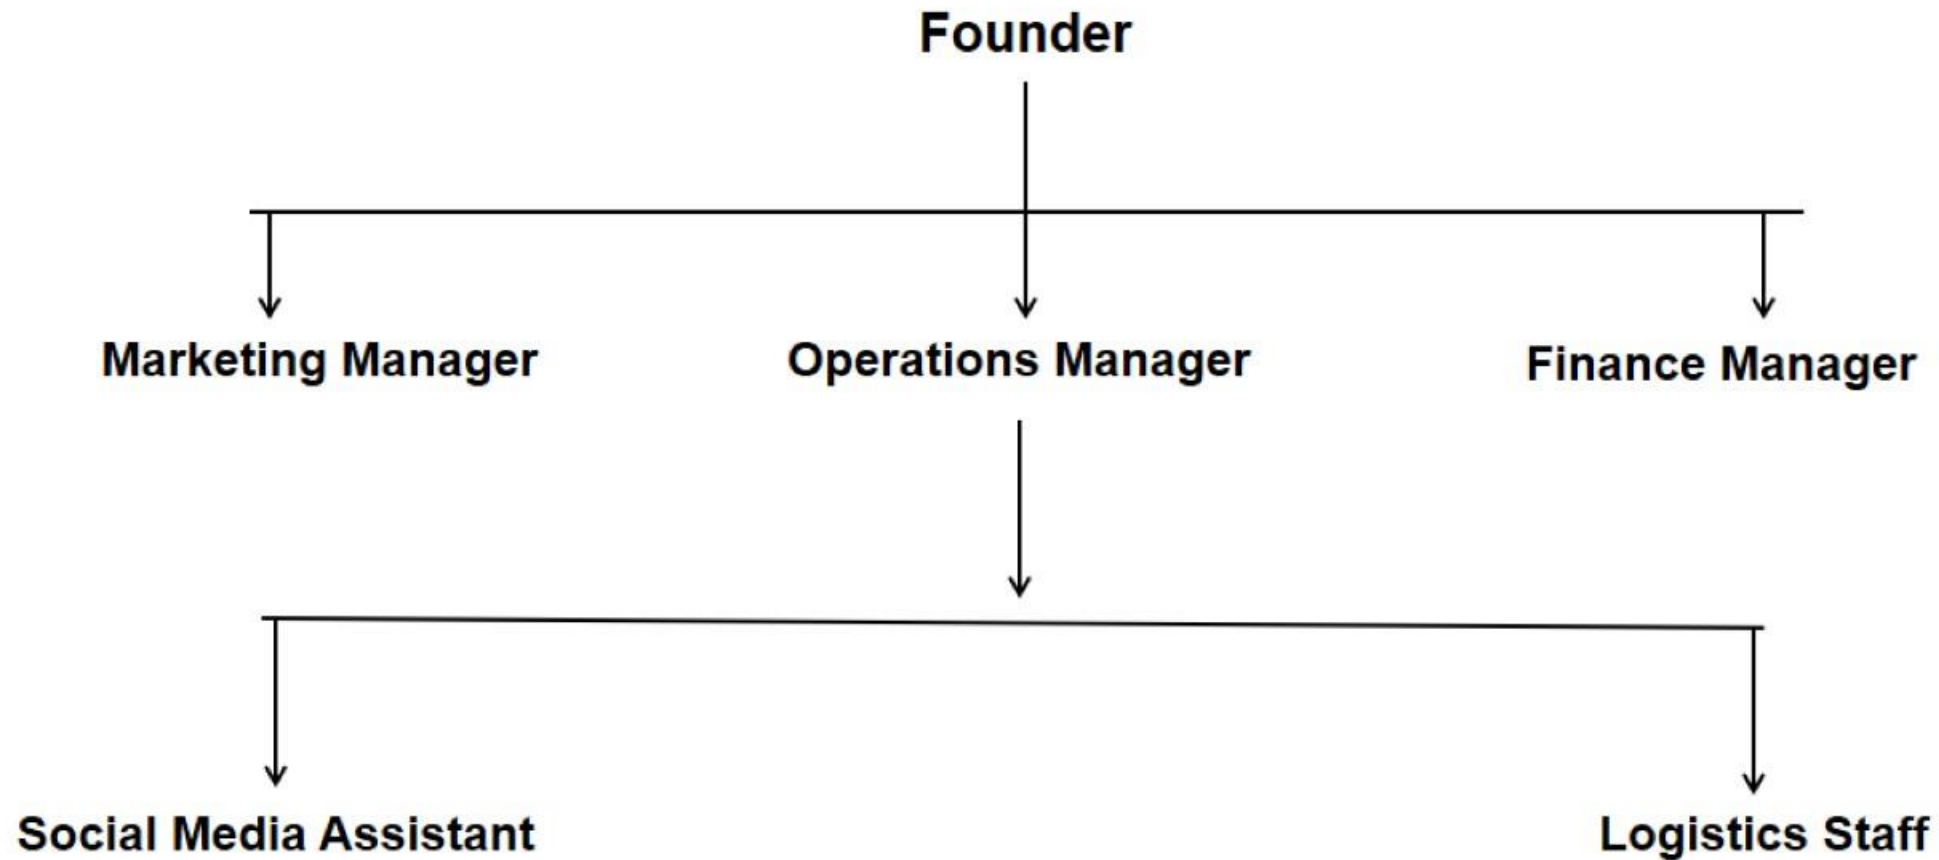 Founder
Marketing Manager
Operations Manager
Finance Manager
Social Media Assistant
Logistics Staff